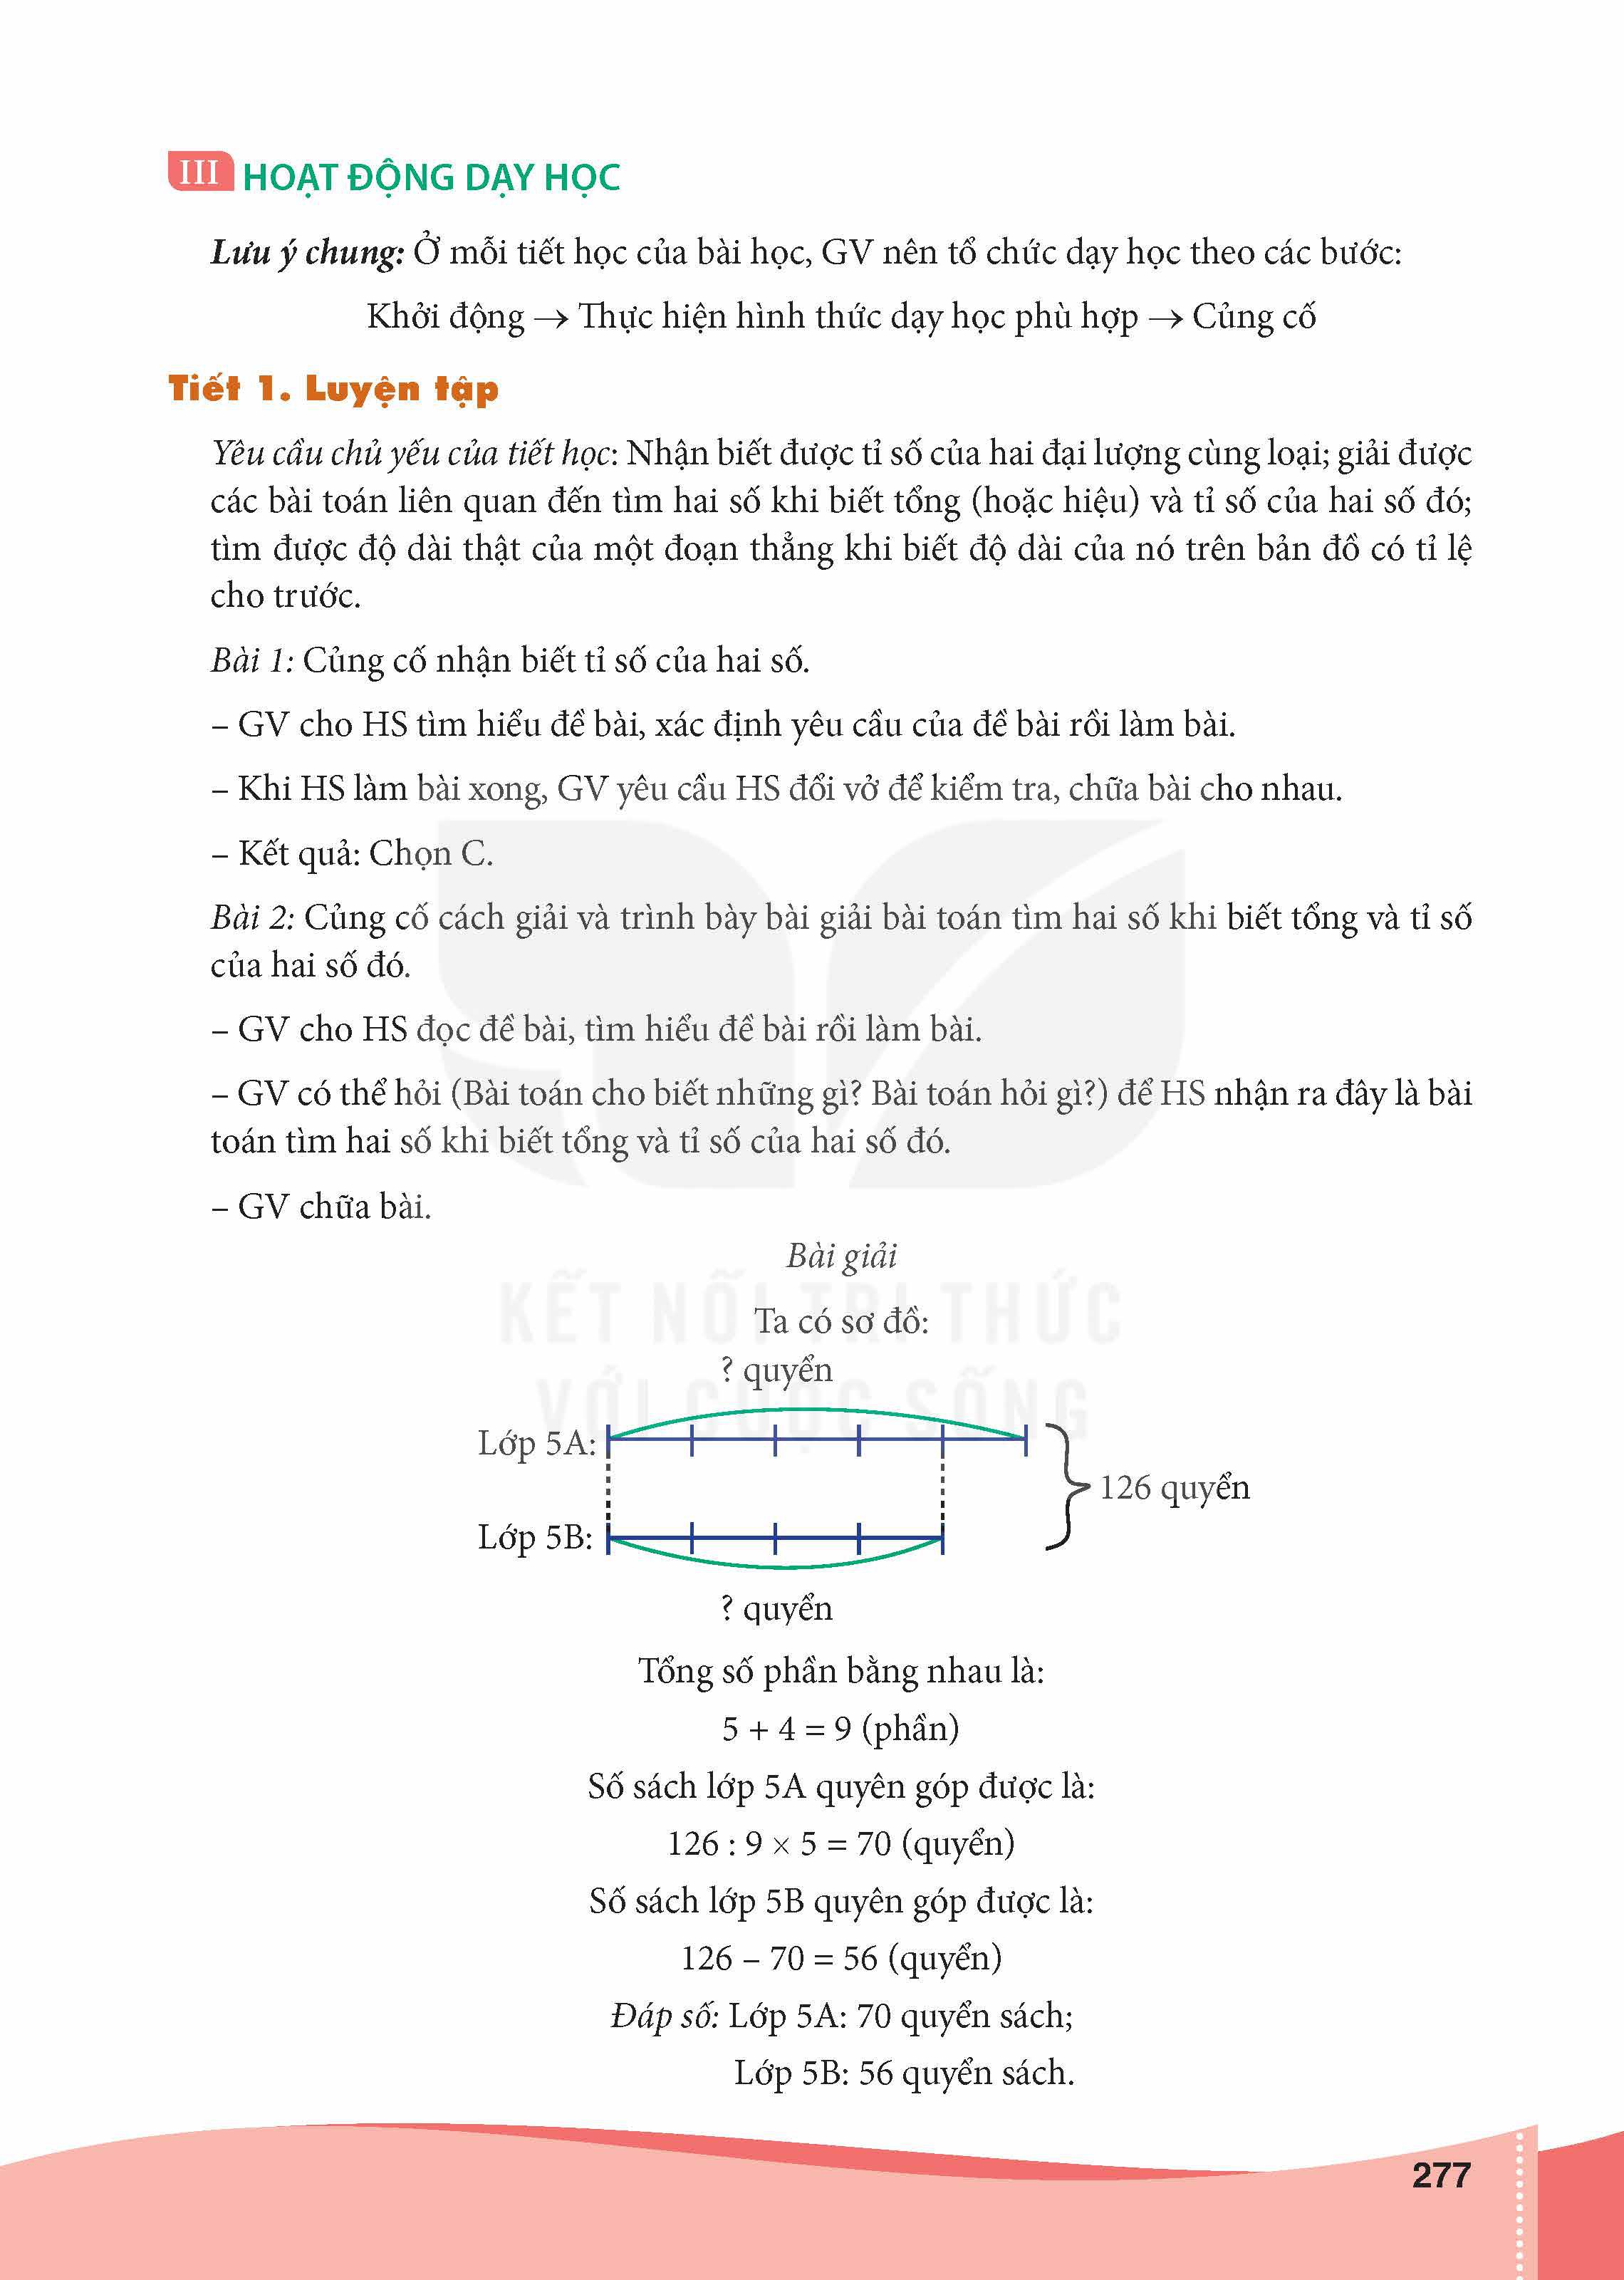 III HOẠT ĐỘNG DẠY HỌC
Lưu ý chung: Ở mỗi tiết học của bài học, GV nên tổ chức dạy học theo các bước:
Khởi động → Thực hiện hình thức dạy học phù hợp → Củng cố
Tiết 1. Luyện tập
Yêu cầu chủ yếu của tiết học: Nhận biết được tỉ số của hai đại lượng cùng loại; giải được
các bài toán liên quan đến tìm hai số khi biết tổng (hoặc hiệu) và tỉ số của hai số đó;
tìm được độ dài thật của một đoạn thẳng khi biết độ dài của nó trên bản đồ có tỉ lệ
cho trước.
Bài 1: Củng cố nhận biết tỉ số của hai số.
– GV cho HS tìm hiểu đề bài, xác định yêu cầu của đề bài rồi làm bài.
– Khi HS làm bài xong, GV yêu cầu HS đổi vở để kiểm tra, chữa bài cho nhau.
– Kết quả: Chọn C.
Bài 2: Củng cố cách giải và trình bày bài giải bài toán tìm hai số khi biết tổng và tỉ số
của hai số đó.
– GV cho HS đọc đề bài, tìm hiểu đề bài rồi làm bài.
– GV có thể hỏi (Bài toán cho biết những gì? Bài toán hỏi gì?) để HS nhận ra đây là bài
toán tìm hai số khi biết tổng và tỉ số của hai số đó.
– GV chữa bài.
Bài giải
KẾT NỐI TRI THỨC
Ta có sơ đồ:
? quyển
VỚI CUỘC SỐNG
Lớp 5A:
126 quyển
Lớp 5B:
? quyển
Tổng số phần bằng nhau là:
5 + 4 = 9 (phần)
Số sách lớp 5A quyên góp được là:
126 : 9 × 5 = 70 (quyển)
Số sách lớp 5B quyên góp được là:
126 – 70 = 56 (quyển)
Đáp số: Lớp 5A: 70 quyển sách;
Lớp 5B: 56 quyển sách.
277